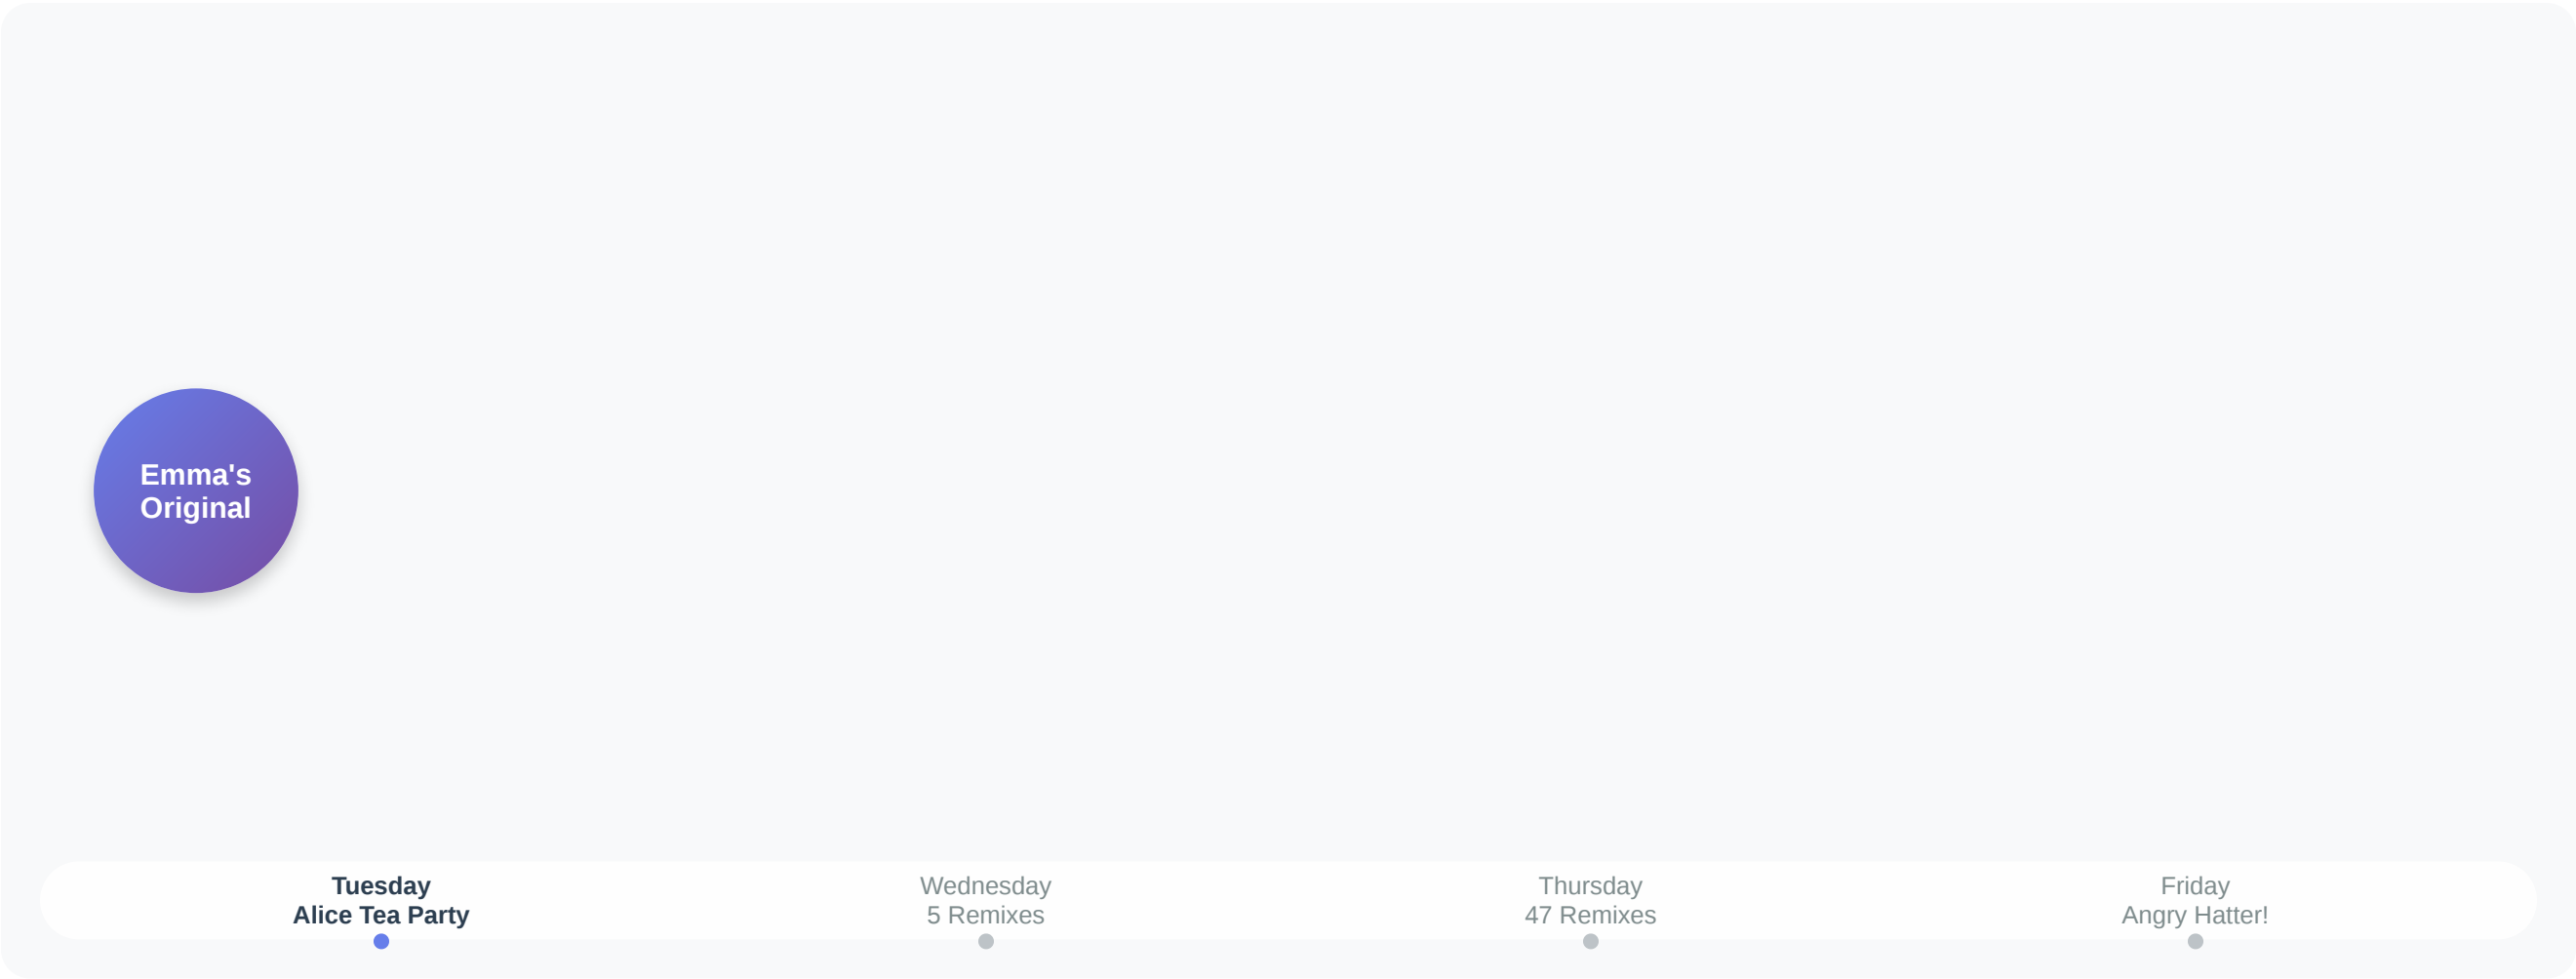 Emma's
Original
Tuesday
Alice Tea Party
Wednesday
5 Remixes
Thursday
47 Remixes
Friday
Angry Hatter!